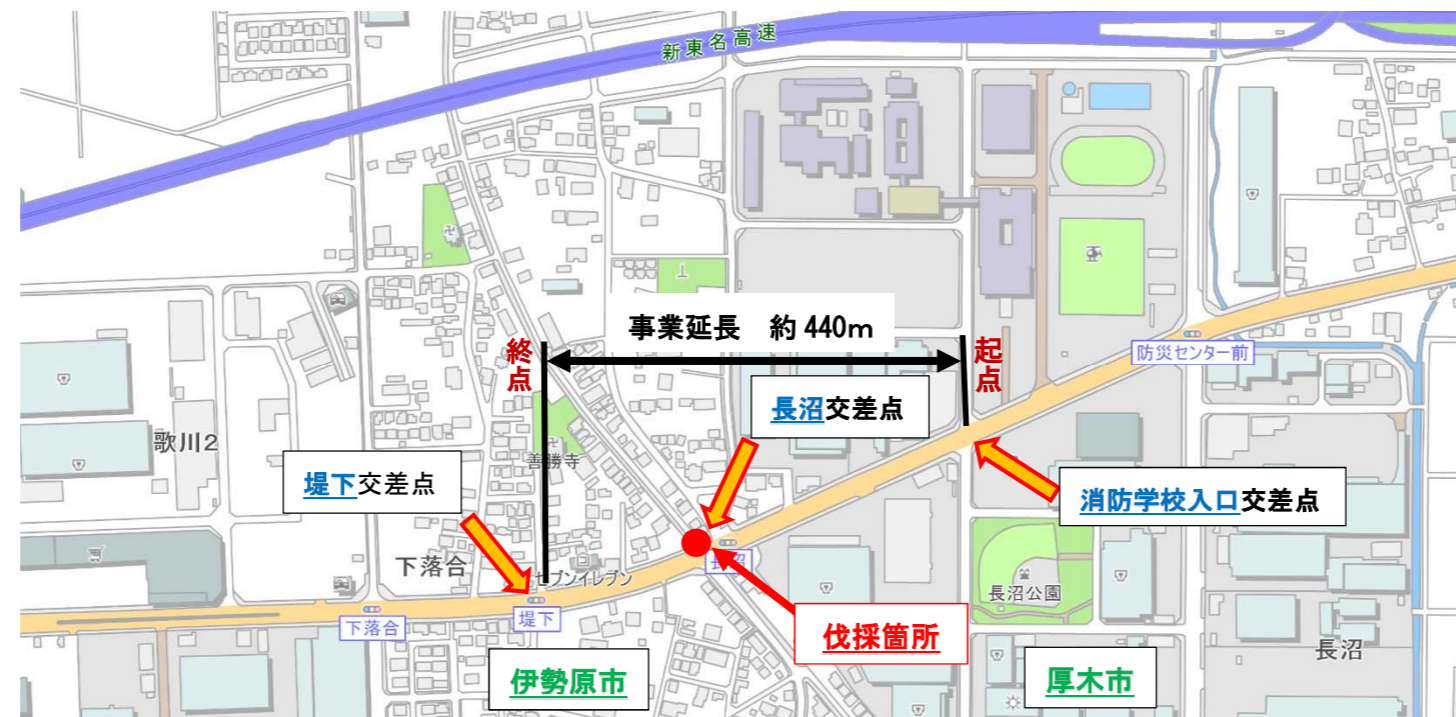 新東名高速
事業延長 約440m
終点
起点
防災センター前
長沼交差点
歌川2
善勝寺
堤下交差点
消防学校入口交差点
下落合
セブンイレブン
長沼公園
下落合
堤下
伐採箇所
長沼
伊勢原市
厚木市